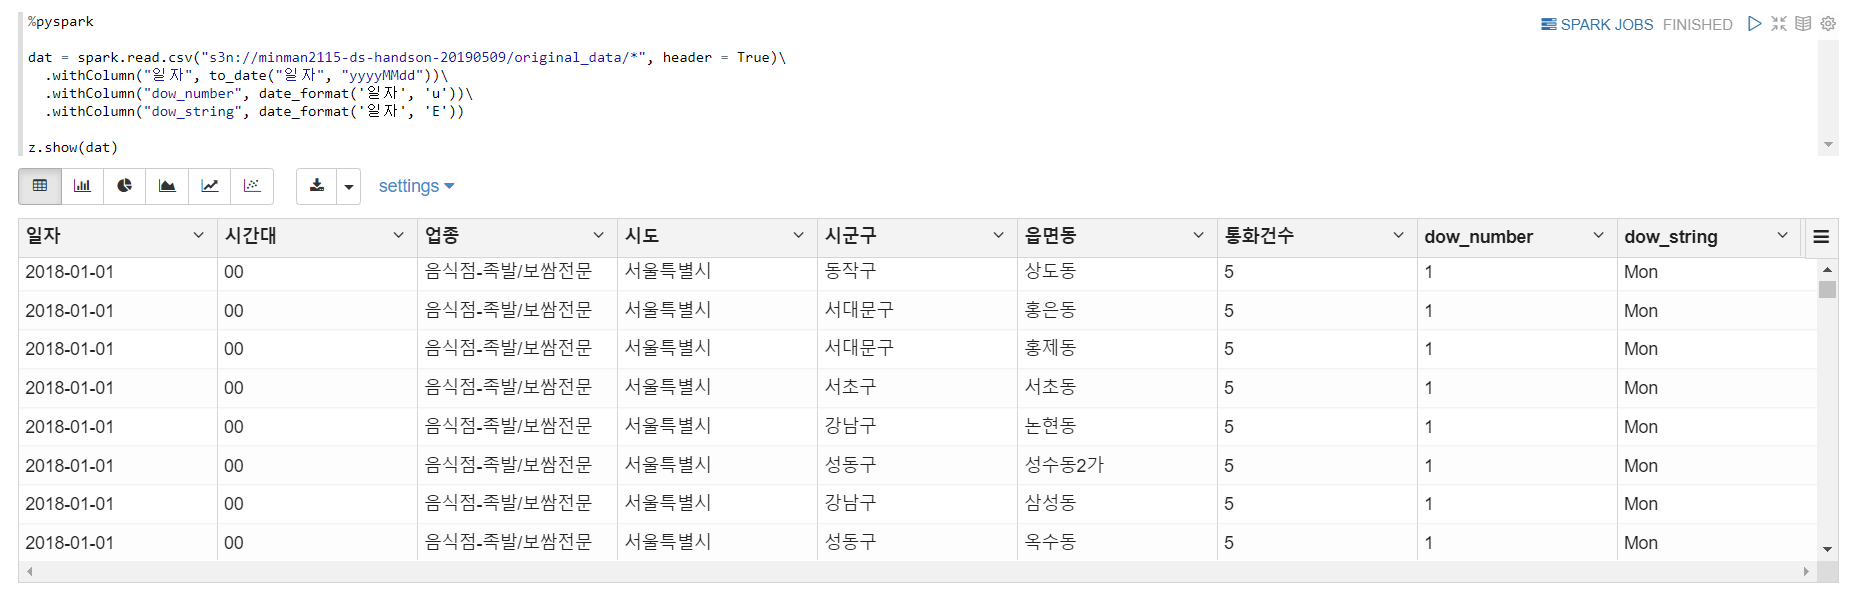 %pyspark
dat = spark.read.csv("s3n://minman2115-ds-handson-20190509/original_data/*", header = True)\
.withColumn("일자", to_date("일자", "yyyyMMdd"))\
.withColumn("dow_number", date_format('일자', 'u'))\
.withColumn("dow_string", date_format('일자', 'E'))
z.show(dat)
SPARK JOBS FINISHED
settings
일자 시간대 업종 시도 시군구 읍면동 통화건수 dow_number dow_string
2018-01-01 00 음식점-족발/보쌈전문 서울특별시 동작구 상도동 5 1 Mon
2018-01-01 00 음식점-족발/보쌈전문 서울특별시 서대문구 홍은동 5 1 Mon
2018-01-01 00 음식점-족발/보쌈전문 서울특별시 서대문구 홍제동 5 1 Mon
2018-01-01 00 음식점-족발/보쌈전문 서울특별시 서초구 서초동 5 1 Mon
2018-01-01 00 음식점-족발/보쌈전문 서울특별시 강남구 논현동 5 1 Mon
2018-01-01 00 음식점-족발/보쌈전문 서울특별시 성동구 성수동2가 5 1 Mon
2018-01-01 00 음식점-족발/보쌈전문 서울특별시 강남구 삼성동 5 1 Mon
2018-01-01 00 음식점-족발/보쌈전문 서울특별시 성동구 옥수동 5 1 Mon